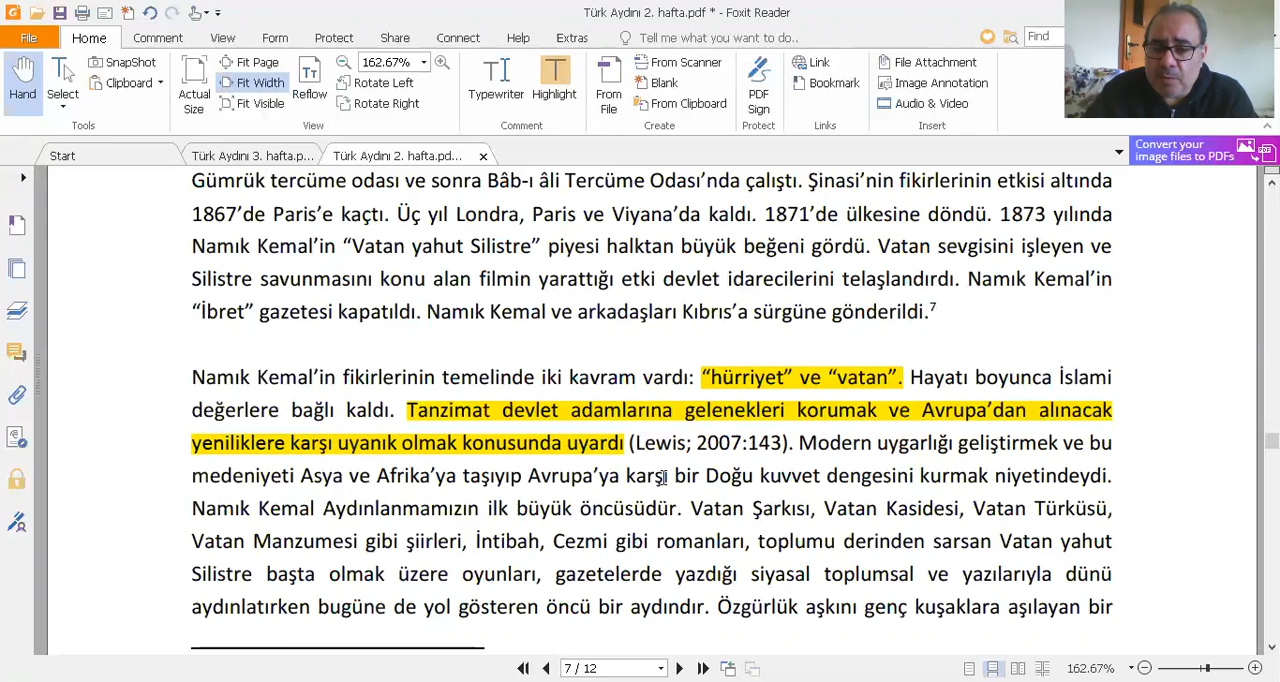 Türk Aydını 2. hafta.pdf * - Foxit Reader
File Home Comment View Form Protect Share Connect Help Extras Tell me what you want to do.. Find
SnapShot Fit Page 162.67% From Scanner Link File Attachment
Clipboard Fit Width Rotate Left Blank Bookmark Image Annotation
Hand Select Actual Size Fit Visible Reflow Rotate Right Typewriter Highlight From File From Clipboard PDF Sign Audio & Video
Tools View Comment Create Protect Links Insert
Start Türk Aydını 3. hafta.p... Türk Aydını 2. hafta.pd... Convert your
image files to PDFs
Gümrük tercüme odası ve sonra Bâb-ı âli Tercüme Odası’nda çalıştı. Şinasi’nin fikirlerinin etkisi altında
1867’de Paris’e kaçtı. Üç yıl Londra, Paris ve Viyana’da kaldı. 1871’de ülkesine döndü. 1873 yılında
Namık Kemal’in “Vatan yahut Silistre” piyesi halktan büyük beğeni gördü. Vatan sevgisini işleyen ve
Silistre savunmasını konu alan filmin yarattığı etki devlet idarecilerini telaşlandırdı. Namık Kemal’in
“İbret” gazetesi kapatıldı. Namık Kemal ve arkadaşları Kıbrıs’a sürgüne gönderildi.7
Namık Kemal’in fikirlerinin temelinde iki kavram vardı: “hürriyet” ve “vatan”. Hayatı boyunca İslami
değerlere bağlı kaldı. Tanzimat devlet adamlarına gelenekleri korumak ve Avrupa’dan alınacak
yeniliklere karşı uyanık olmak konusunda uyardı (Lewis; 2007:143). Modern uygarlığı geliştirmek ve bu
medeniyeti Asya ve Afrika’ya taşıyıp Avrupa’ya karşı bir Doğu kuvvet dengesini kurmak niyetindeydi.
Namık Kemal Aydınlanmamızın ilk büyük öncüsüdür. Vatan Şarkısı, Vatan Kasidesi, Vatan Türküsü,
Vatan Manzumesi gibi şiirleri, İntibah, Cezmi gibi romanları, toplumu derinden sarsan Vatan yahut
Silistre başta olmak üzere oyunları, gazetelerde yazdığı siyasal toplumsal ve yazılarıyla dünü
aydınlatırken bugüne de yol gösteren öncü bir aydındır. Özgürlük aşkını genç kuşaklara aşılayan bir
7 / 12 162.67%